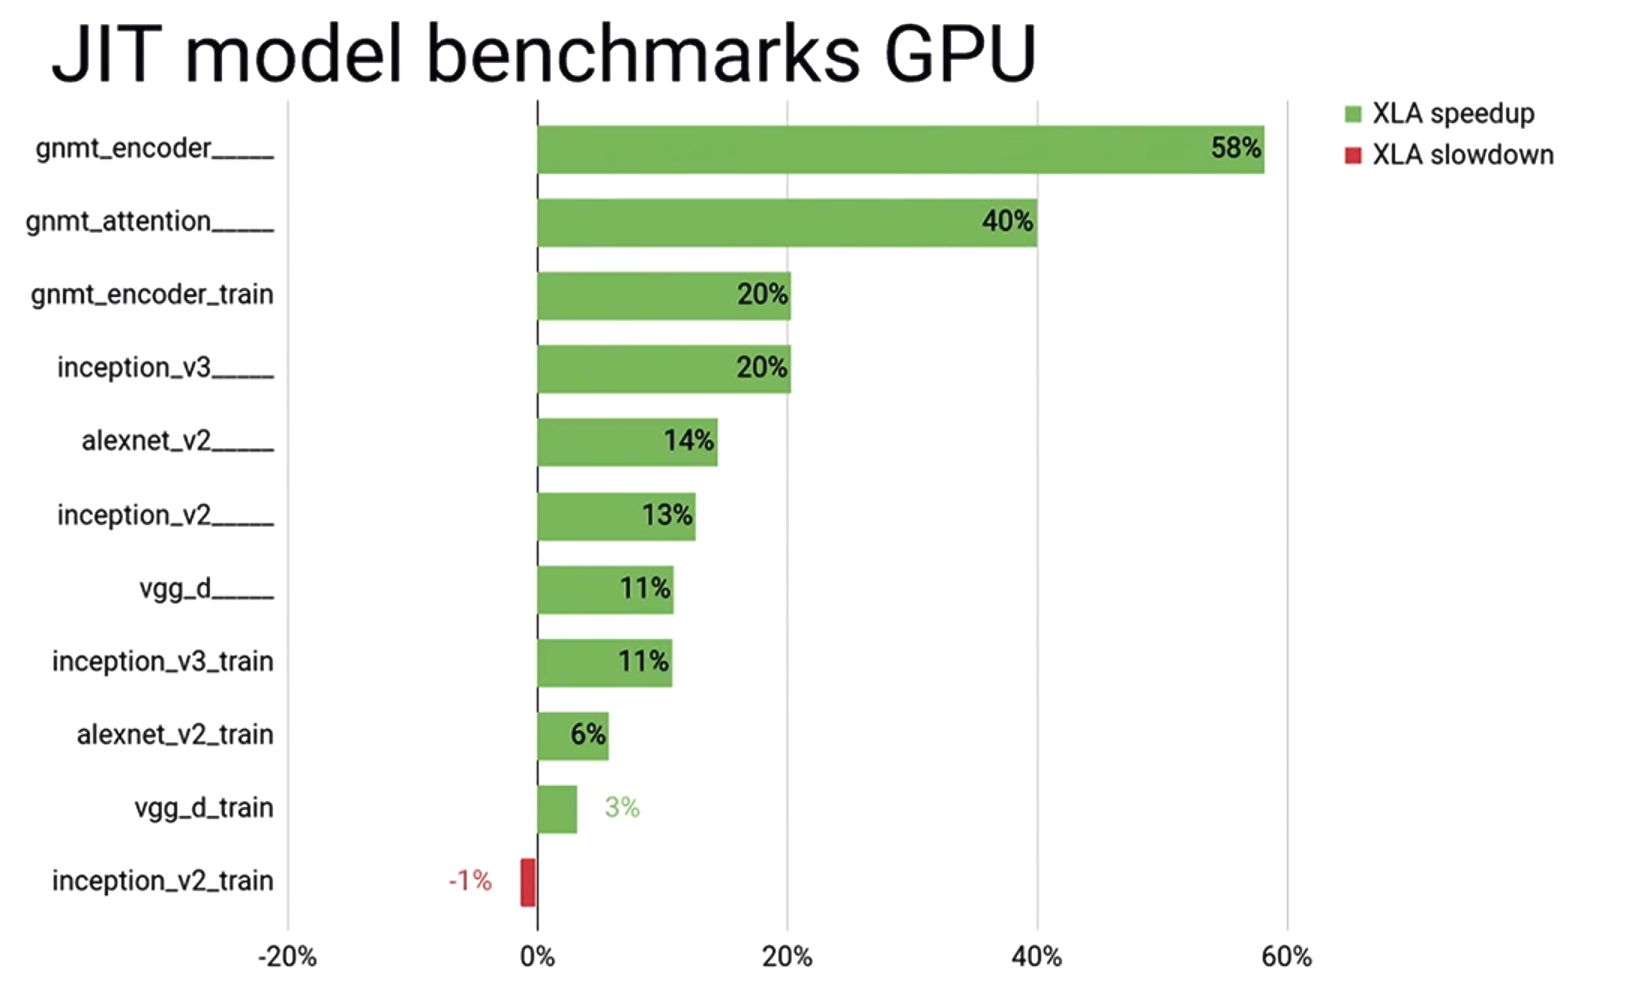 JIT model benchmarks GPU
XLA speedup
XLA slowdown
gnmt_encoder_____ 58%
gnmt_attention_____ 40%
gnmt_encoder_train 20%
inception_v3_____ 20%
alexnet_v2_____ 14%
inception_v2_____ 13%
vgg_d_____ 11%
inception_v3_train 11%
alexnet_v2_train 6%
vgg_d_train 3%
inception_v2_train -1%
-20% 0% 20% 40% 60%